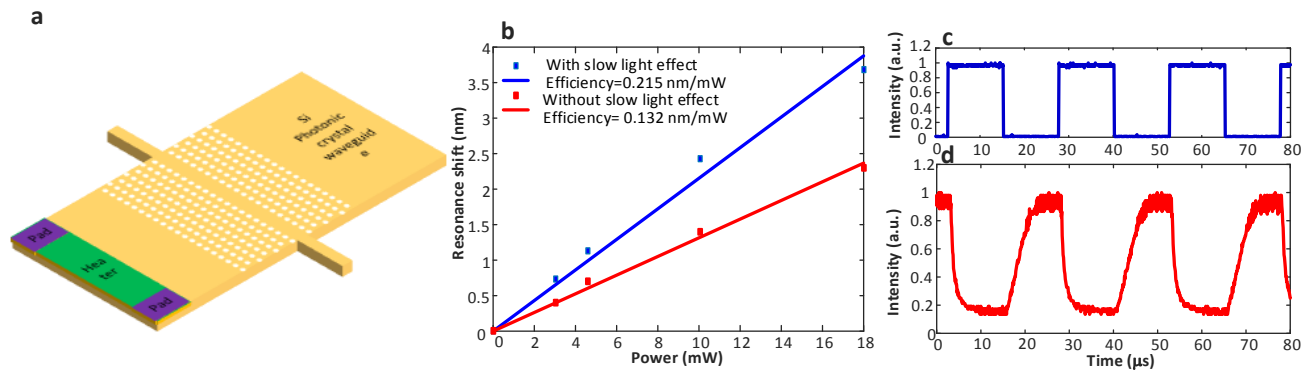 a
Si
Photonic
crystal
waveguid
e
Pad
Hea
ter
Pad
b
With slow light effect
Efficiency=0.215 nm/mW
Without slow light effect
Efficiency= 0.132 nm/mW
Resonance shift (nm)
4
3.5
3
2.5
2
1.5
1
0.5
0
0 2 4 6 8 10 12 14 16 18
Power (mW)
c
Intensity (a.u.)
1.2
1
0.8
0.6
0.4
0.2
0
0 10 20 30 40 50 60 70 80
d
Intensity (a.u.)
1.2
1
0.8
0.6
0.4
0.2
0
0 10 20 30 40 50 60 70 80
Time (μs)